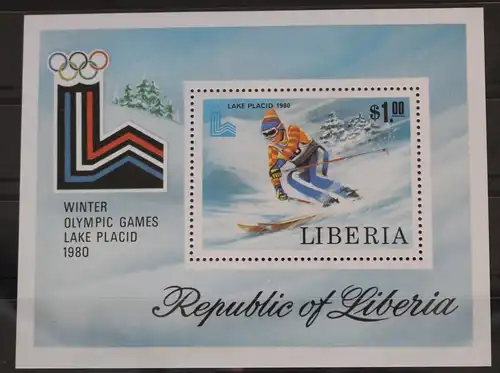 LAKE PLACID 1980
$1.00
LIBERIA
WINTER
OLYMPIC GAMES
LAKE PLACID
1980
Republic of Liberia